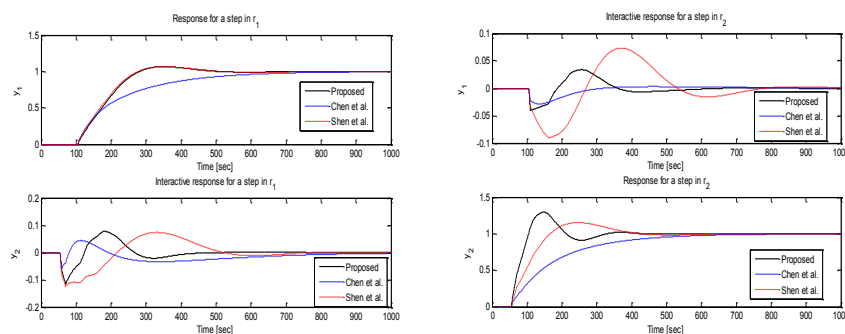 Response for a step in r1
1.5
1
0.5
0
y1
Proposed
Chen et al.
Shen et al.
0 100 200 300 400 500 600 700 800 900 1000
Time [sec]
Interactive response for a step in r2
0.1
0.05
0
-0.05
-0.1
y1
Proposed
Chen et al.
Shen et al.
0 100 200 300 400 500 600 700 800 900 1000
Time [sec]
Interactive response for a step in r1
0.2
0.1
0
-0.1
-0.2
y2
Proposed
Chen et al.
Shen et al.
0 100 200 300 400 500 600 700 800 900 1000
Time [sec]
Response for a step in r2
1.5
1
0.5
0
y2
Proposed
Chen et al.
Shen et al.
0 100 200 300 400 500 600 700 800 900 1000
Time [sec]